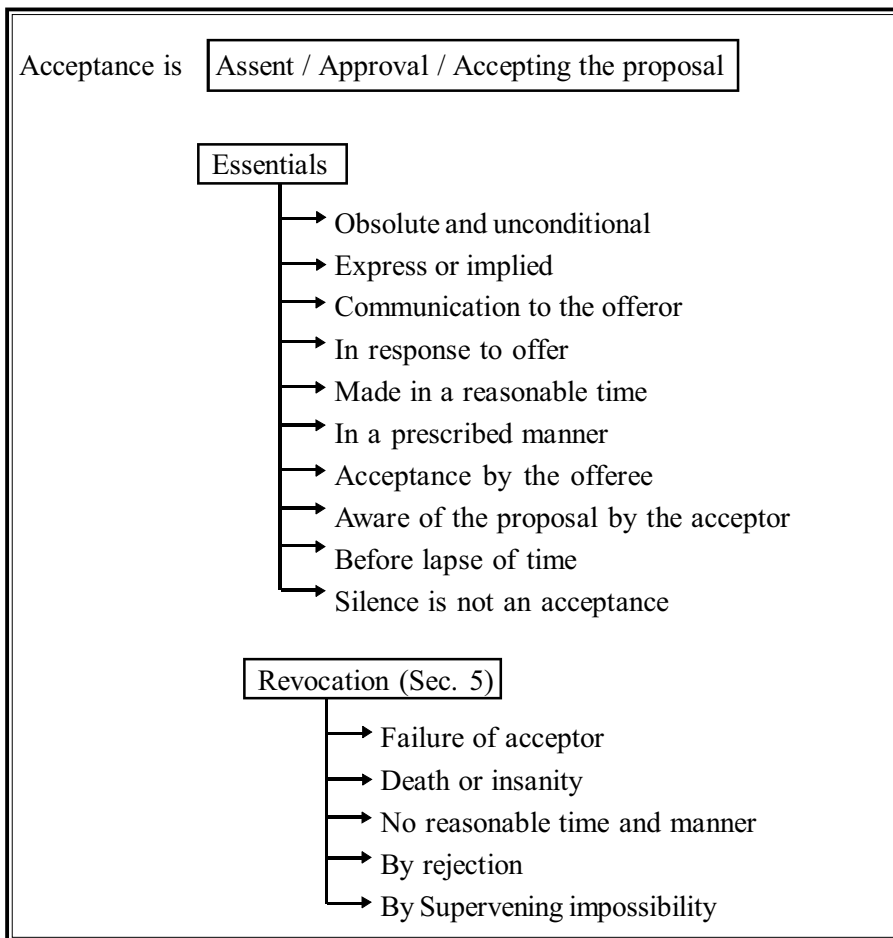 Acceptance is Assent / Approval / Accepting the proposal
Essentials
Obsolute and unconditional
Express or implied
Communication to the offeror
In response to offer
Made in a reasonable time
In a prescribed manner
Acceptance by the offeree
Aware of the proposal by the acceptor
Before lapse of time
Silence is not an acceptance
Revocation (Sec. 5)
Failure of acceptor
Death or insanity
No reasonable time and manner
By rejection
By Supervening impossibility